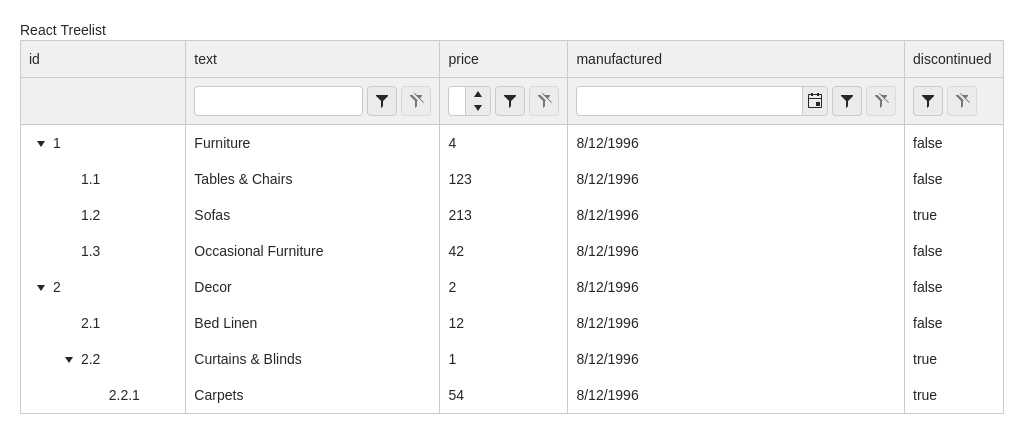 React Treelist
id text price manufactured discontinued
1 Furniture 4 8/12/1996 false
1.1 Tables & Chairs 123 8/12/1996 false
1.2 Sofas 213 8/12/1996 true
1.3 Occasional Furniture 42 8/12/1996 false
2 Decor 2 8/12/1996 false
2.1 Bed Linen 12 8/12/1996 false
2.2 Curtains & Blinds 1 8/12/1996 true
2.2.1 Carpets 54 8/12/1996 true